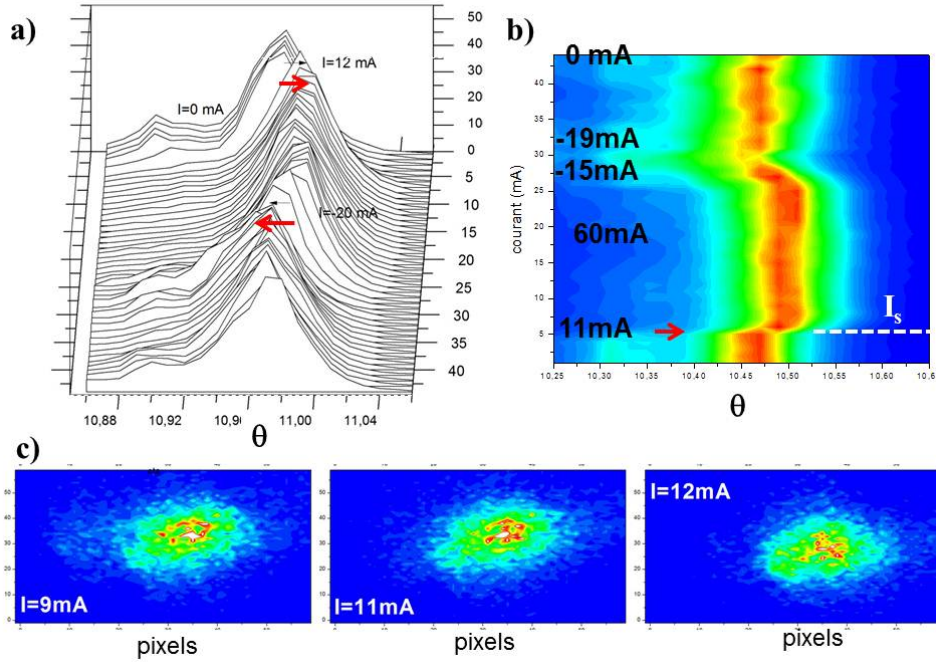 a)
50
40
30
20
10
0
5
10
15
20
25
30
35
40
I=12 mA
I=0 mA
I=-20 mA
10,88
10,92
10,96
11,00
11,04
θ
b)
courant (mA)
40
35
30
25
20
15
10
5
0 mA
-19mA
-15mA
60mA
11mA
Is
10,25
10,30
10,35
10,40
10,45
10,50
10,55
10,60
θ
c)
I=9mA
I=11mA
I=12mA
pixels
pixels
pixels